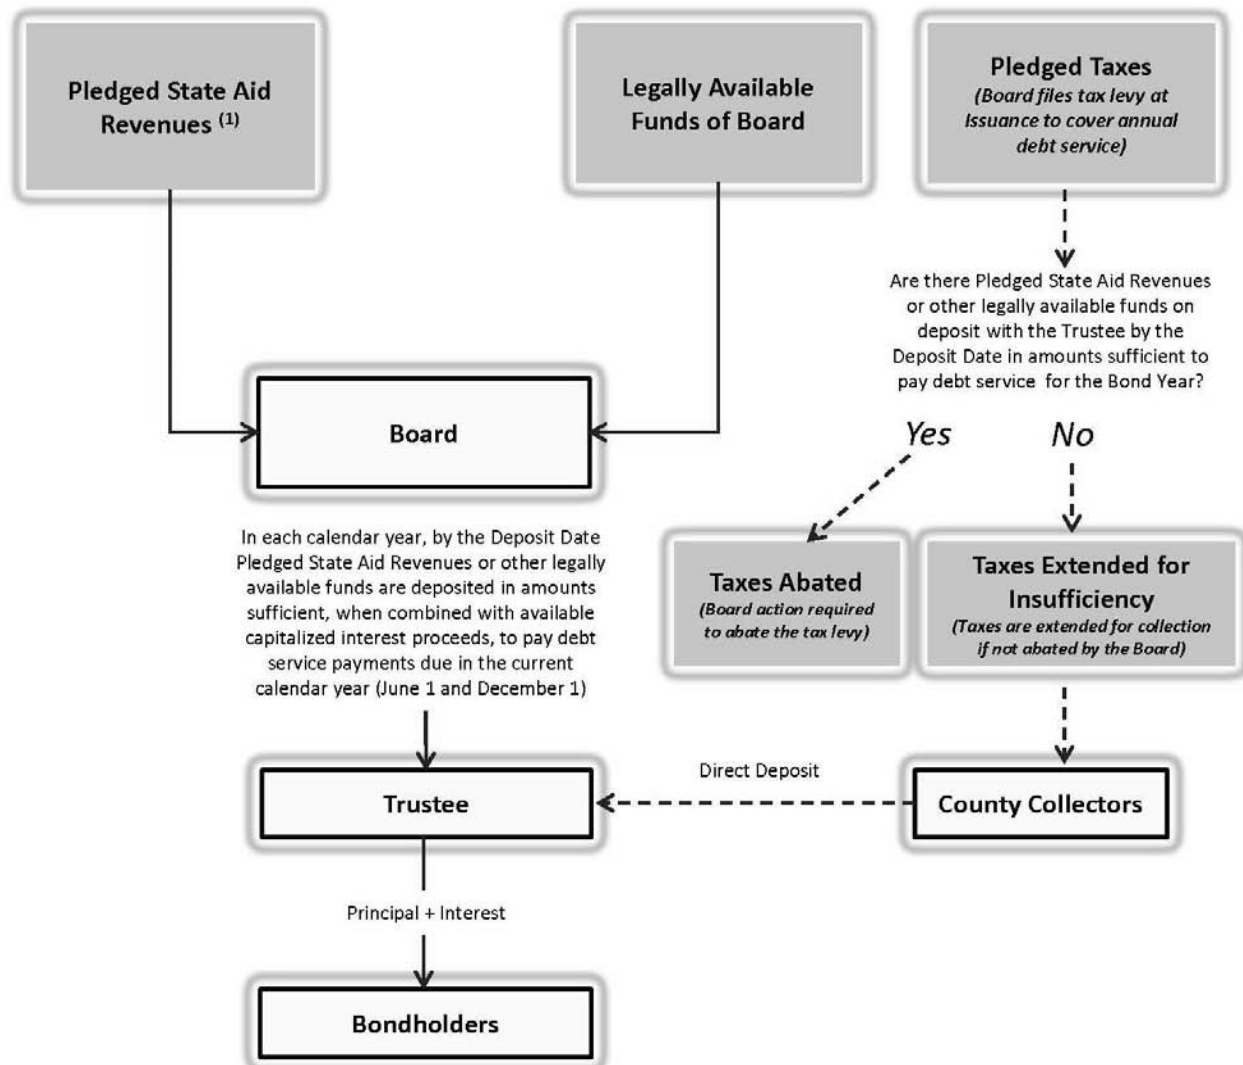 Pledged State Aid
Revenues (1)
Legally Available
Funds of Board
Pledged Taxes
(Board files tax levy at
Issuance to cover annual
debt service)
Are there Pledged State Aid Revenues
or other legally available funds on
deposit with the Trustee by the
Deposit Date in amounts sufficient to
pay debt service for the Bond Year?
Yes
No
Board
In each calendar year, by the Deposit Date
Pledged State Aid Revenues or other legally
available funds are deposited in amounts
sufficient, when combined with available
capitalized interest proceeds, to pay debt
service payments due in the current
calendar year (June 1 and December 1)
Taxes Abated
(Board action required
to abate the tax levy)
Taxes Extended for
Insufficiency
(Taxes are extended for collection
if not abated by the Board)
Trustee
Direct Deposit
County Collectors
Principal + Interest
Bondholders